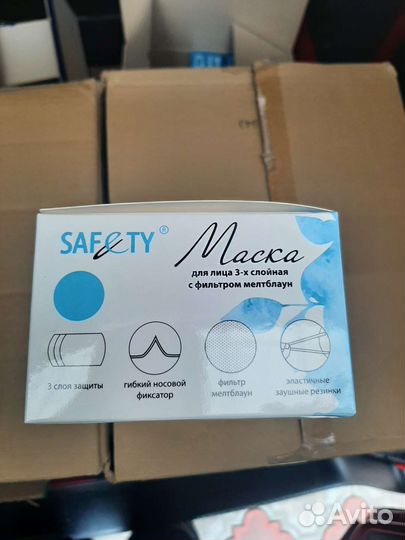 SAFETY®
Маска
для лица 3-х слойная
с фильтром мелтблаун
3 слоя защиты
гибкий носовой
фиксатор
фильтр
мелтблаун
эластичные
заушные резинки
Avito